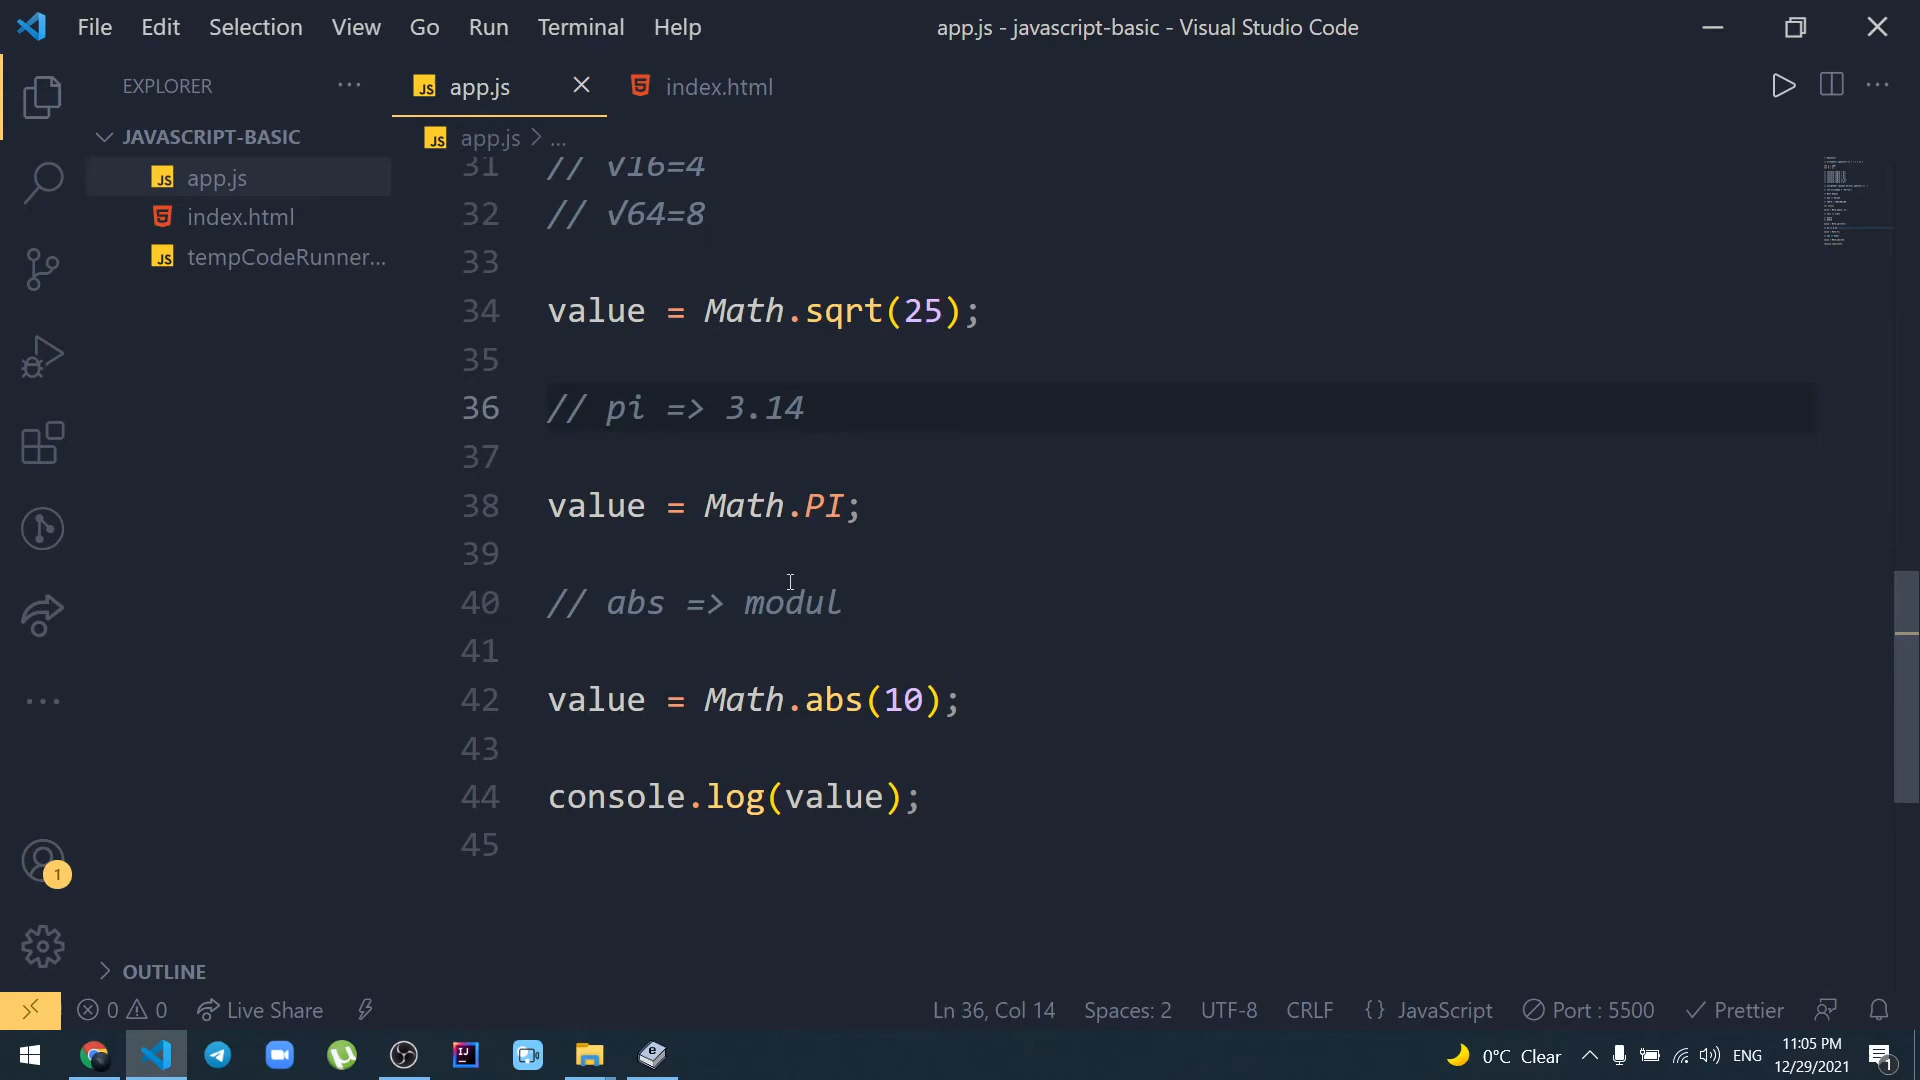 File Edit Selection View Go Run Terminal Help
app.js - javascript-basic - Visual Studio Code
EXPLORER
JS app.js
index.html
JAVASCRIPT-BASIC
JS app.js
index.html
JS tempCodeRunner...
JS app.js > ...
31 // √16=4
32 // √64=8
33
34 value = Math.sqrt(25);
35
36 // pi => 3.14
37
38 value = Math.PI;
39
40 // abs => modul
41
42 value = Math.abs(10);
43
44 console.log(value);
45
1
OUTLINE
0 0 Live Share
Ln 36, Col 14 Spaces: 2 UTF-8 CRLF {} JavaScript Port : 5500 Prettier
0°C Clear ENG
11:05 PM
12/29/2021
1